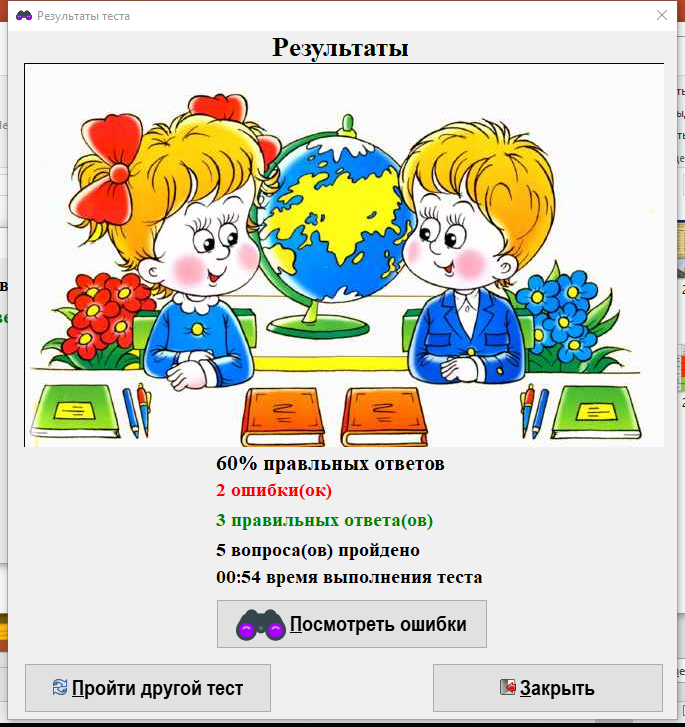 Результаты теста
Результаты
60% правльных ответов
2 ошибки(ок)
3 правильных ответа(ов)
5 вопроса(ов) пройдено
00:54 время выполнения теста
Посмотреть ошибки
Пройти другой тест
Закрыть